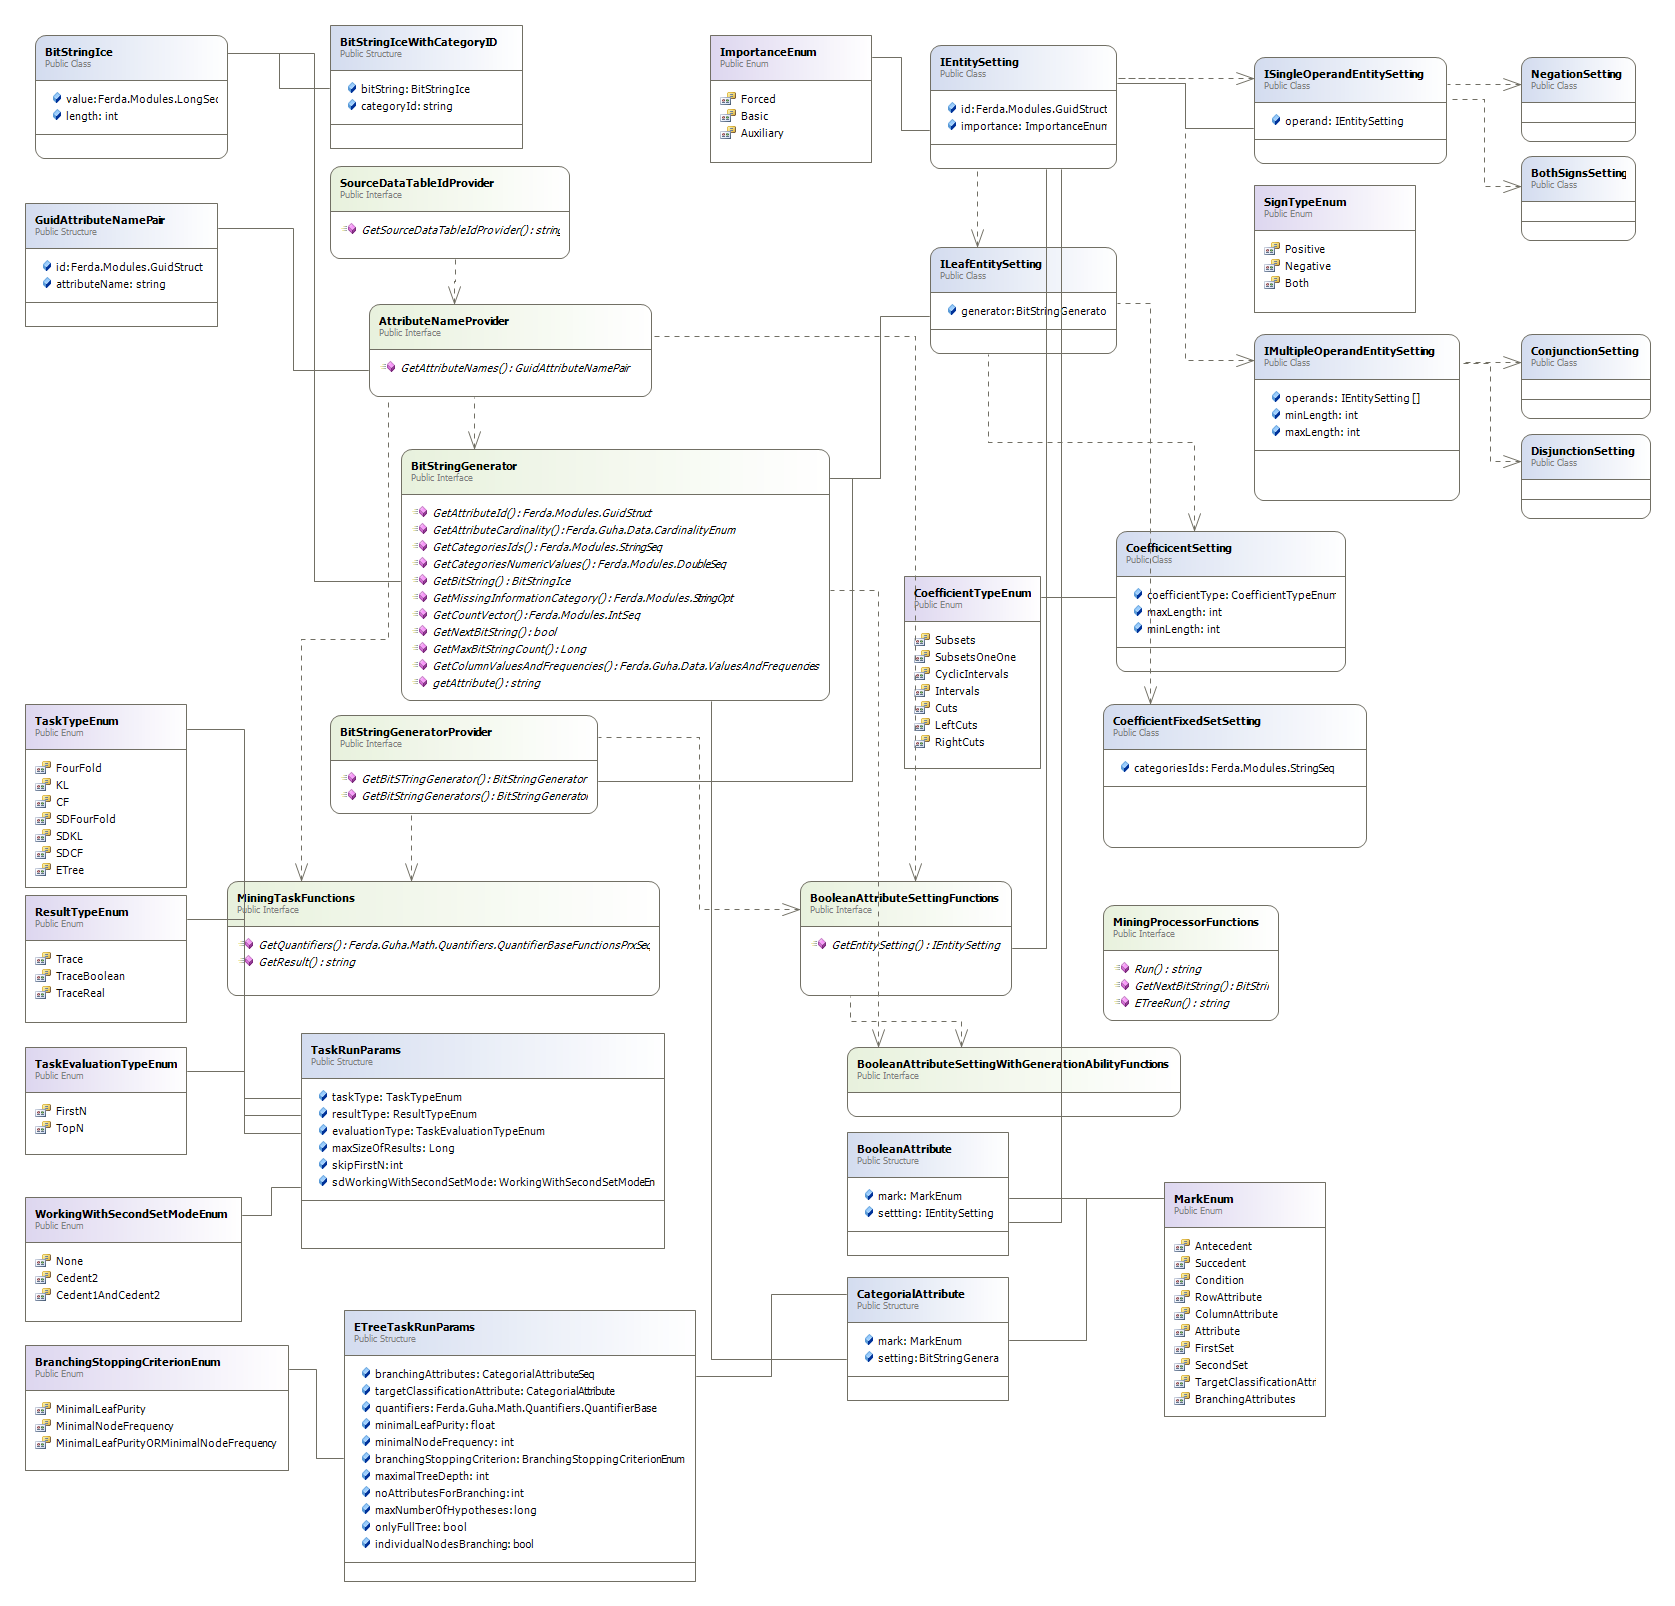 BitStringIce
Public Class
value:Ferda.Modules.LongSec
length: int
BitStringIceWithCategoryID
Public Structure
bitString: BitStringIce
categoryId: string
ImportanceEnum
Public Enum
Forced
Basic
Auxiliary
IEntitySetting
Public Class
id:Ferda.Modules.GuidStruct
importance: ImportanceEnum
ISingleOperandEntitySetting
Public Class
operand: IEntitySetting
NegationSetting
Public Class
BothSignsSetting
Public Class
SignTypeEnum
Public Enum
Positive
Negative
Both
SourceDataTableIdProvider
Public Interface
GetSourceDataTableIdProvider(): string
GuidAttributeNamePair
Public Structure
id:Ferda.Modules.GuidStruct
attributeName: string
ILeafEntitySetting
Public Class
generator:BitStringGenerato
AttributeNameProvider
Public Interface
GetAttributeNames(): GuidAttributeNamePair
IMultipleOperandEntitySetting
Public Class
operands: IEntitySetting []
minLength: int
maxLength: int
ConjunctionSetting
Public Class
DisjunctionSetting
Public Class
BitStringGenerator
Public Interface
GetAttributeId(): Ferda.Modules.GuidStruct
GetAttributeCardinality(): Ferda.Guha.Data.CardinalityEnum
GetCategoriesIds(): Ferda.Modules.StringSeq
GetCategoriesNumericValues(): Ferda.Modules.DoubleSeq
GetBitString(): BitStringIce
GetMissingInformationCategory(): Ferda.Modules.StringOpt
GetCountVector():Ferda.Modules.IntSeq
GetNextBitString(): bool
GetMaxBitStringCount(): Long
GetColumnValuesAndFrequencies(): Ferda.Guha.Data.ValuesAndFrequencies
getAttribute(): string
CoefficicentSetting
Public Class
coefficientType: CoefficientTypeEnum
maxLength: int
minLength: int
CoefficientTypeEnum
Public Enum
Subsets
SubsetsOneOne
CyclicIntervals
Intervals
Cuts
LeftCuts
RightCuts
CoefficientFixedSetSetting
Public Class
categoriesIds: Ferda.Modules.StringSeq
TaskTypeEnum
Public Enum
FourFold
KL
CF
SDFourFold
SDKL
SDCF
ETree
BitStringGeneratorProvider
Public Interface
GetBitSTringGenerator(): BitStringGenerator
GetBitStringGenerators(): BitStringGenerator
ResultTypeEnum
Public Enum
Trace
TraceBoolean
TraceReal
MiningTaskFunctions
Public Interface
GetQuantifiers(): Ferda.Guha.Math.Quantifiers.QuantifierBaseFunctionsPrxSeq
GetResult(): string
BooleanAttributeSettingFunctions
Public Interface
GetEntitySetting(): IEntitySetting
MiningProcessorFunctions
Public Interface
Run() : string
GetNextBitString(): BitStrin
ETreeRun() : string
TaskEvaluationTypeEnum
Public Enum
FirstN
TopN
TaskRunParams
Public Structure
taskType: TaskTypeEnum
resultType: ResultTypeEnum
evaluationType: TaskEvaluationTypeEnum
maxSizeOfResults: Long
skipFirstN:int
sdWorkingWithSecondSetMode: WorkingWithSecondSetModeEn
BooleanAttributeSettingWithGenerationAbilityFunctions
Public Interface
BooleanAttribute
Public Structure
mark: MarkEnum
settting: IEntitySetting
WorkingWithSecondSetModeEnum
Public Enum
None
Cedent2
Cedent1AndCedent2
MarkEnum
Public Enum
Antecedent
Succedent
Condition
RowAttribute
ColumnAttribute
Attribute
FirstSet
SecondSet
TargetClassificationAttr
BranchingAttributes
CategorialAttribute
Public Structure
mark: MarkEnum
setting:BitStringGenera
BranchingStoppingCriterionEnum
Public Enum
MinimalLeafPurity
MinimalNodeFrequency
MinimalLeafPurityORMinimalNodeFrequency
ETreeTaskRunParams
Public Structure
branchingAttributes: CategorialAttributeSeq
targetClassificationAttribute: CategorialAttribute
quantifiers: Ferda.Guha.Math.Quantifiers.QuantifierBase
minimalLeafPurity: float
minimalNodeFrequency: int
branchingStoppingCriterion: BranchingStoppingCriterionEnum
maximalTreeDepth: int
noAttributesForBranching:int
maxNumberOfHypotheses:long
onlyFullTree: bool
individualNodesBranching: bool